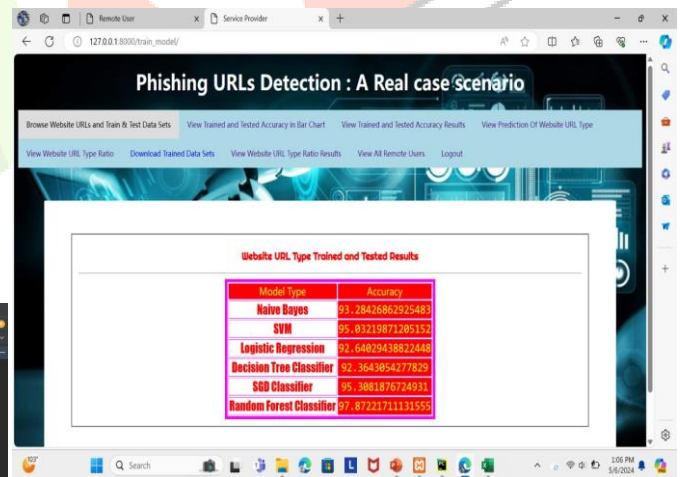 Remote User
Service Provider
127.0.0.1:8000/train_model/
Phishing URLs Detection : A Real case scenario
Browse Website URLs and Train & Test Data Sets View Trained and Tested Accuracy in Bar Chart View Trained and Tested Accuracy Results View Prediction Of Website URL Type
View Website URL Type Ratio Download Trained Data Sets View Website URL Type Ratio Results View All Remote Users Logout
Website URL Type Trained and Tested Results
Model Type Accuracy
Naive Bayes 93.28426862925483
SVM 95.03219871205152
Logistic Regression 92.64029438822448
Decision Tree Classifier 92.3643054277829
SGD Classifier 95.3081876724931
Random Forest Classifier 97.87221711131555
103°
Search
1:06 PM
5/6/2024